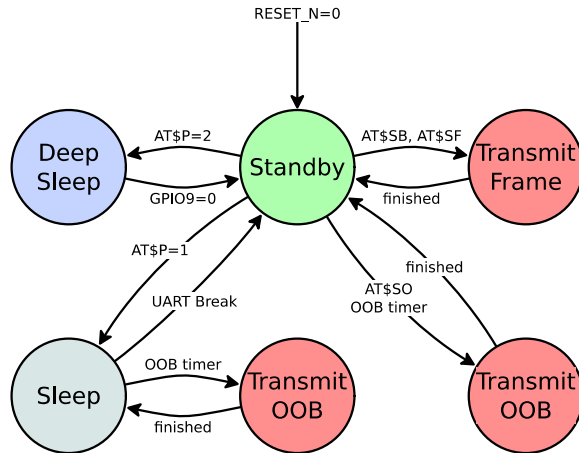 RESET_N=0
AT$P=2
AT$SB, AT$SF
Deep
Sleep
Standby
Transmit
Frame
GPIO9=0
finished
AT$P=1
finished
AT$SO
OOB timer
UART Break
OOB timer
Sleep
Transmit
OOB
Transmit
OOB
finished